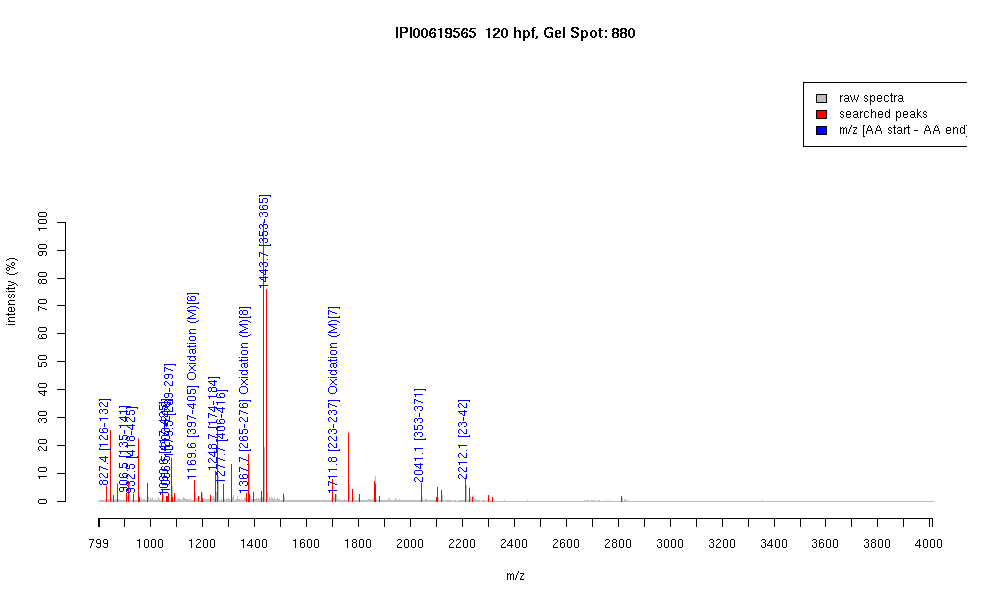 IPI00619565 120 hpf, Gel Spot: 880
raw spectra
searched peaks
m/z [AA start - AA end]
intensity (%)
100
90
80
70
60
50
40
30
20
10
0
827.4 [126-132]
906.5 [135-141]
932.5 [418-425]
1169.6 [397-405] Oxidation (M)[6]
1248.7 [174-184]
1277.7 [406-416]
1367.7 [265-276] Oxidation (M)[8]
1443.7 [353-365]
1711.8 [223-237] Oxidation (M)[7]
2041.1 [353-371]
2212.1 [23-42]
799 1000 1200 1400 1600 1800 2000 2200 2400 2600 2800 3000 3200 3400 3600 3800 4000
m/z